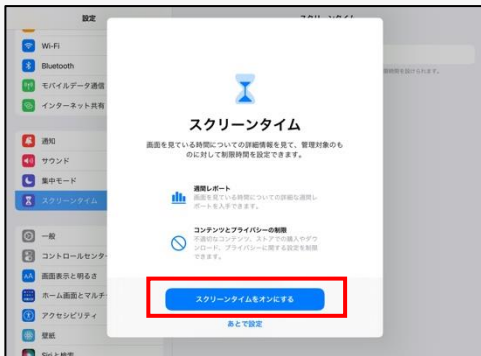 設定
スクリーンタイム
Wi-Fi
Bluetooth
モバイルデータ通信
インターネット共有
通知
サウンド
集中モード
スクリーンタイム
一般
コントロールセンター
画面表示と明るさ
ホーム画面とマルチ
アクセシビリティ
壁紙
Siriと検索
スクリーンタイム
画面を見ている時間についての詳細情報を見て、管理対象のも
のに対して制限時間を設定できます。
週間レポート
画面を見ている時間についての詳細な週間レ
ポートを入手できます。
コンテンツとプライバシーの制限
不適切なコンテンツ、ストアでの購入やダウ
ンロード、プライバシーに関する設定を制限
できます。
スクリーンタイムをオンにする
あとで設定